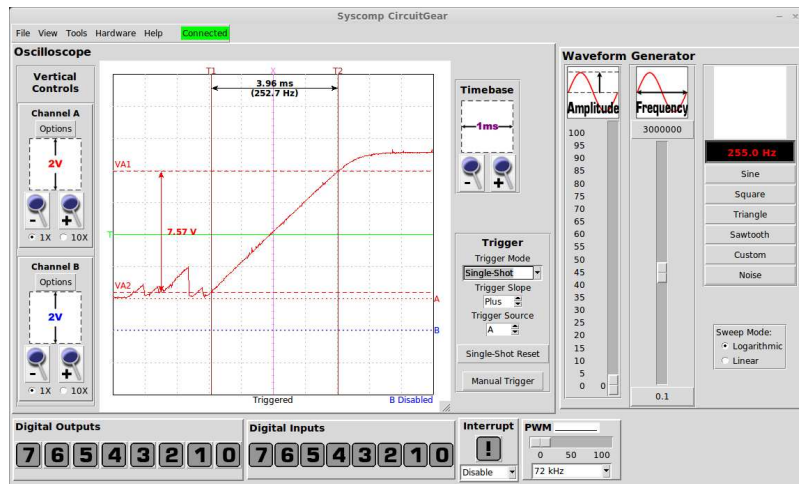 Syscomp CircuitGear
File View Tools Hardware Help Connected
Oscilloscope
Vertical
Controls
Channel A
Options
2V
- +
1X 10X
Channel B
Options
2V
- +
1X 10X
T1 X T2
3.96 ms
(252.7 Hz)
VA1
T
7.57 V
VA2
A
B
Triggered
B Disabled
Timebase
1ms
- +
Trigger
Trigger Mode
Single-Shot
Trigger Slope
Plus
Trigger Source
A
Single-Shot Reset
Manual Trigger
Waveform Generator
Amplitude
Frequency
100
95
90
85
80
75
70
65
60
55
50
45
40
35
30
25
20
15
10
5
0 0
3000000
0.1
255.0 Hz
Sine
Square
Triangle
Sawtooth
Custom
Noise
Sweep Mode:
Logarithmic
Linear
Digital Outputs
7 6 5 4 3 2 1 0
Digital Inputs
7 6 5 4 3 2 1 0
Interrupt
!
Disable
PWM
0 50 100
72 kHz